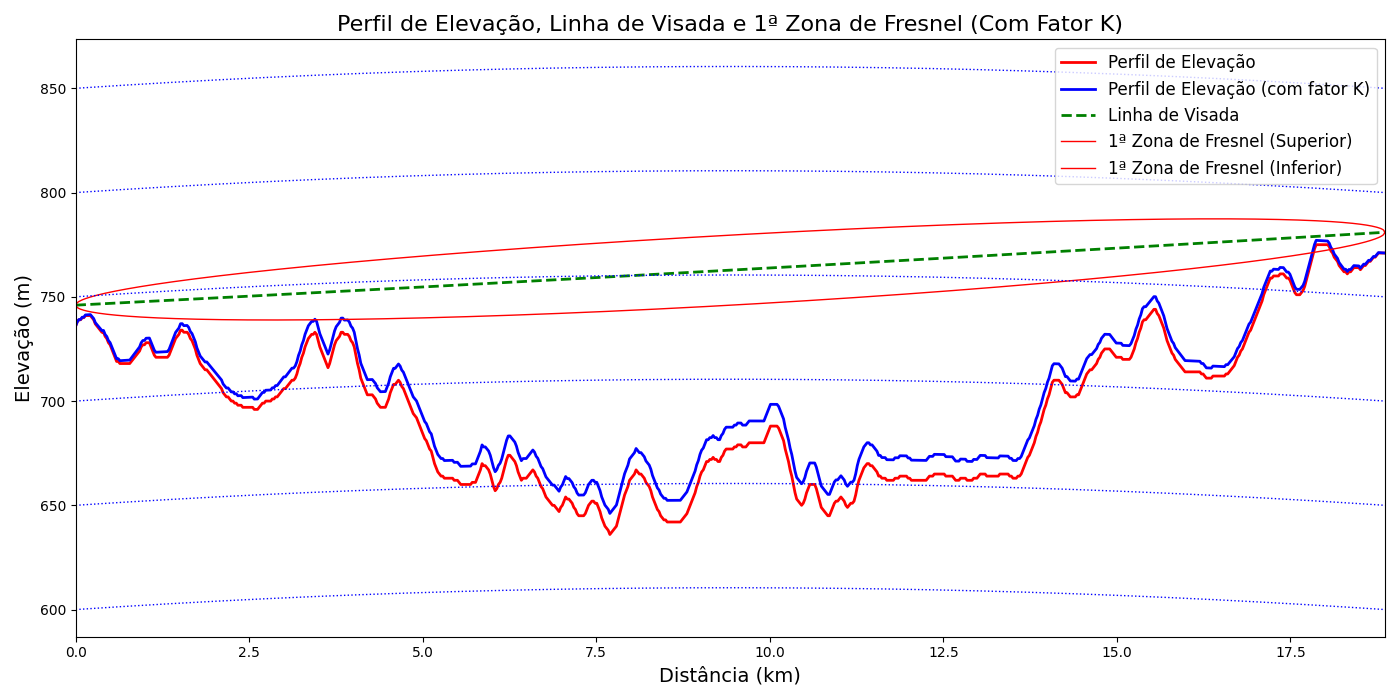 Perfil de Elevação, Linha de Visada e 1ª Zona de Fresnel (Com Fator K)
Perfil de Elevação
Perfil de Elevação (com fator K)
Linha de Visada
1ª Zona de Fresnel (Superior)
1ª Zona de Fresnel (Inferior)
Elevação (m)
850
800
750
700
650
600
0.0
2.5
5.0
7.5
10.0
12.5
15.0
17.5
Distância (km)